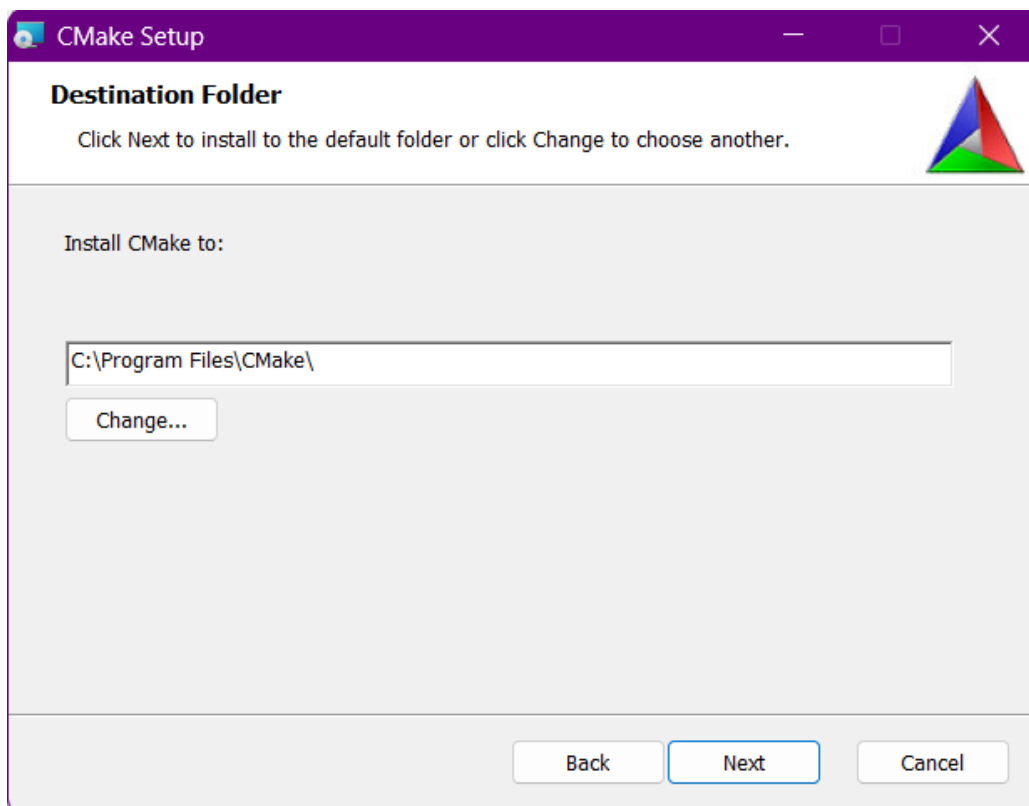 CMake Setup
Destination Folder
Click Next to install to the default folder or click Change to choose another.
Install CMake to:
C:\Program Files\CMake\
Change...
Back
Next
Cancel